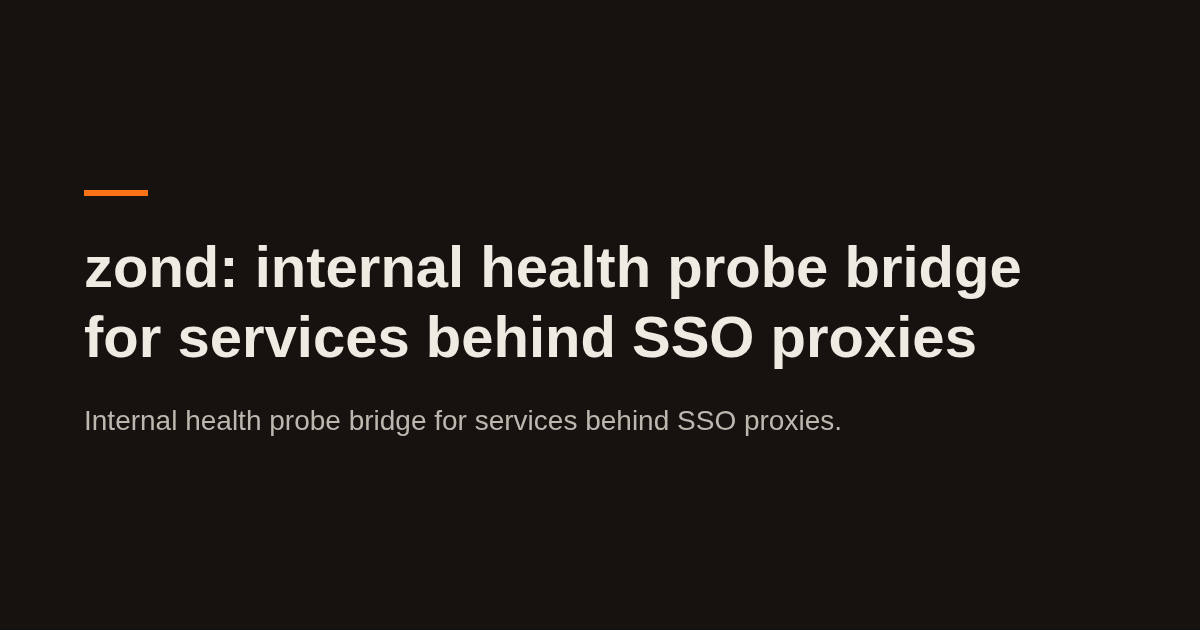 zond: internal health probe bridge
for services behind SSO proxies
Internal health probe bridge for services behind SSO proxies.